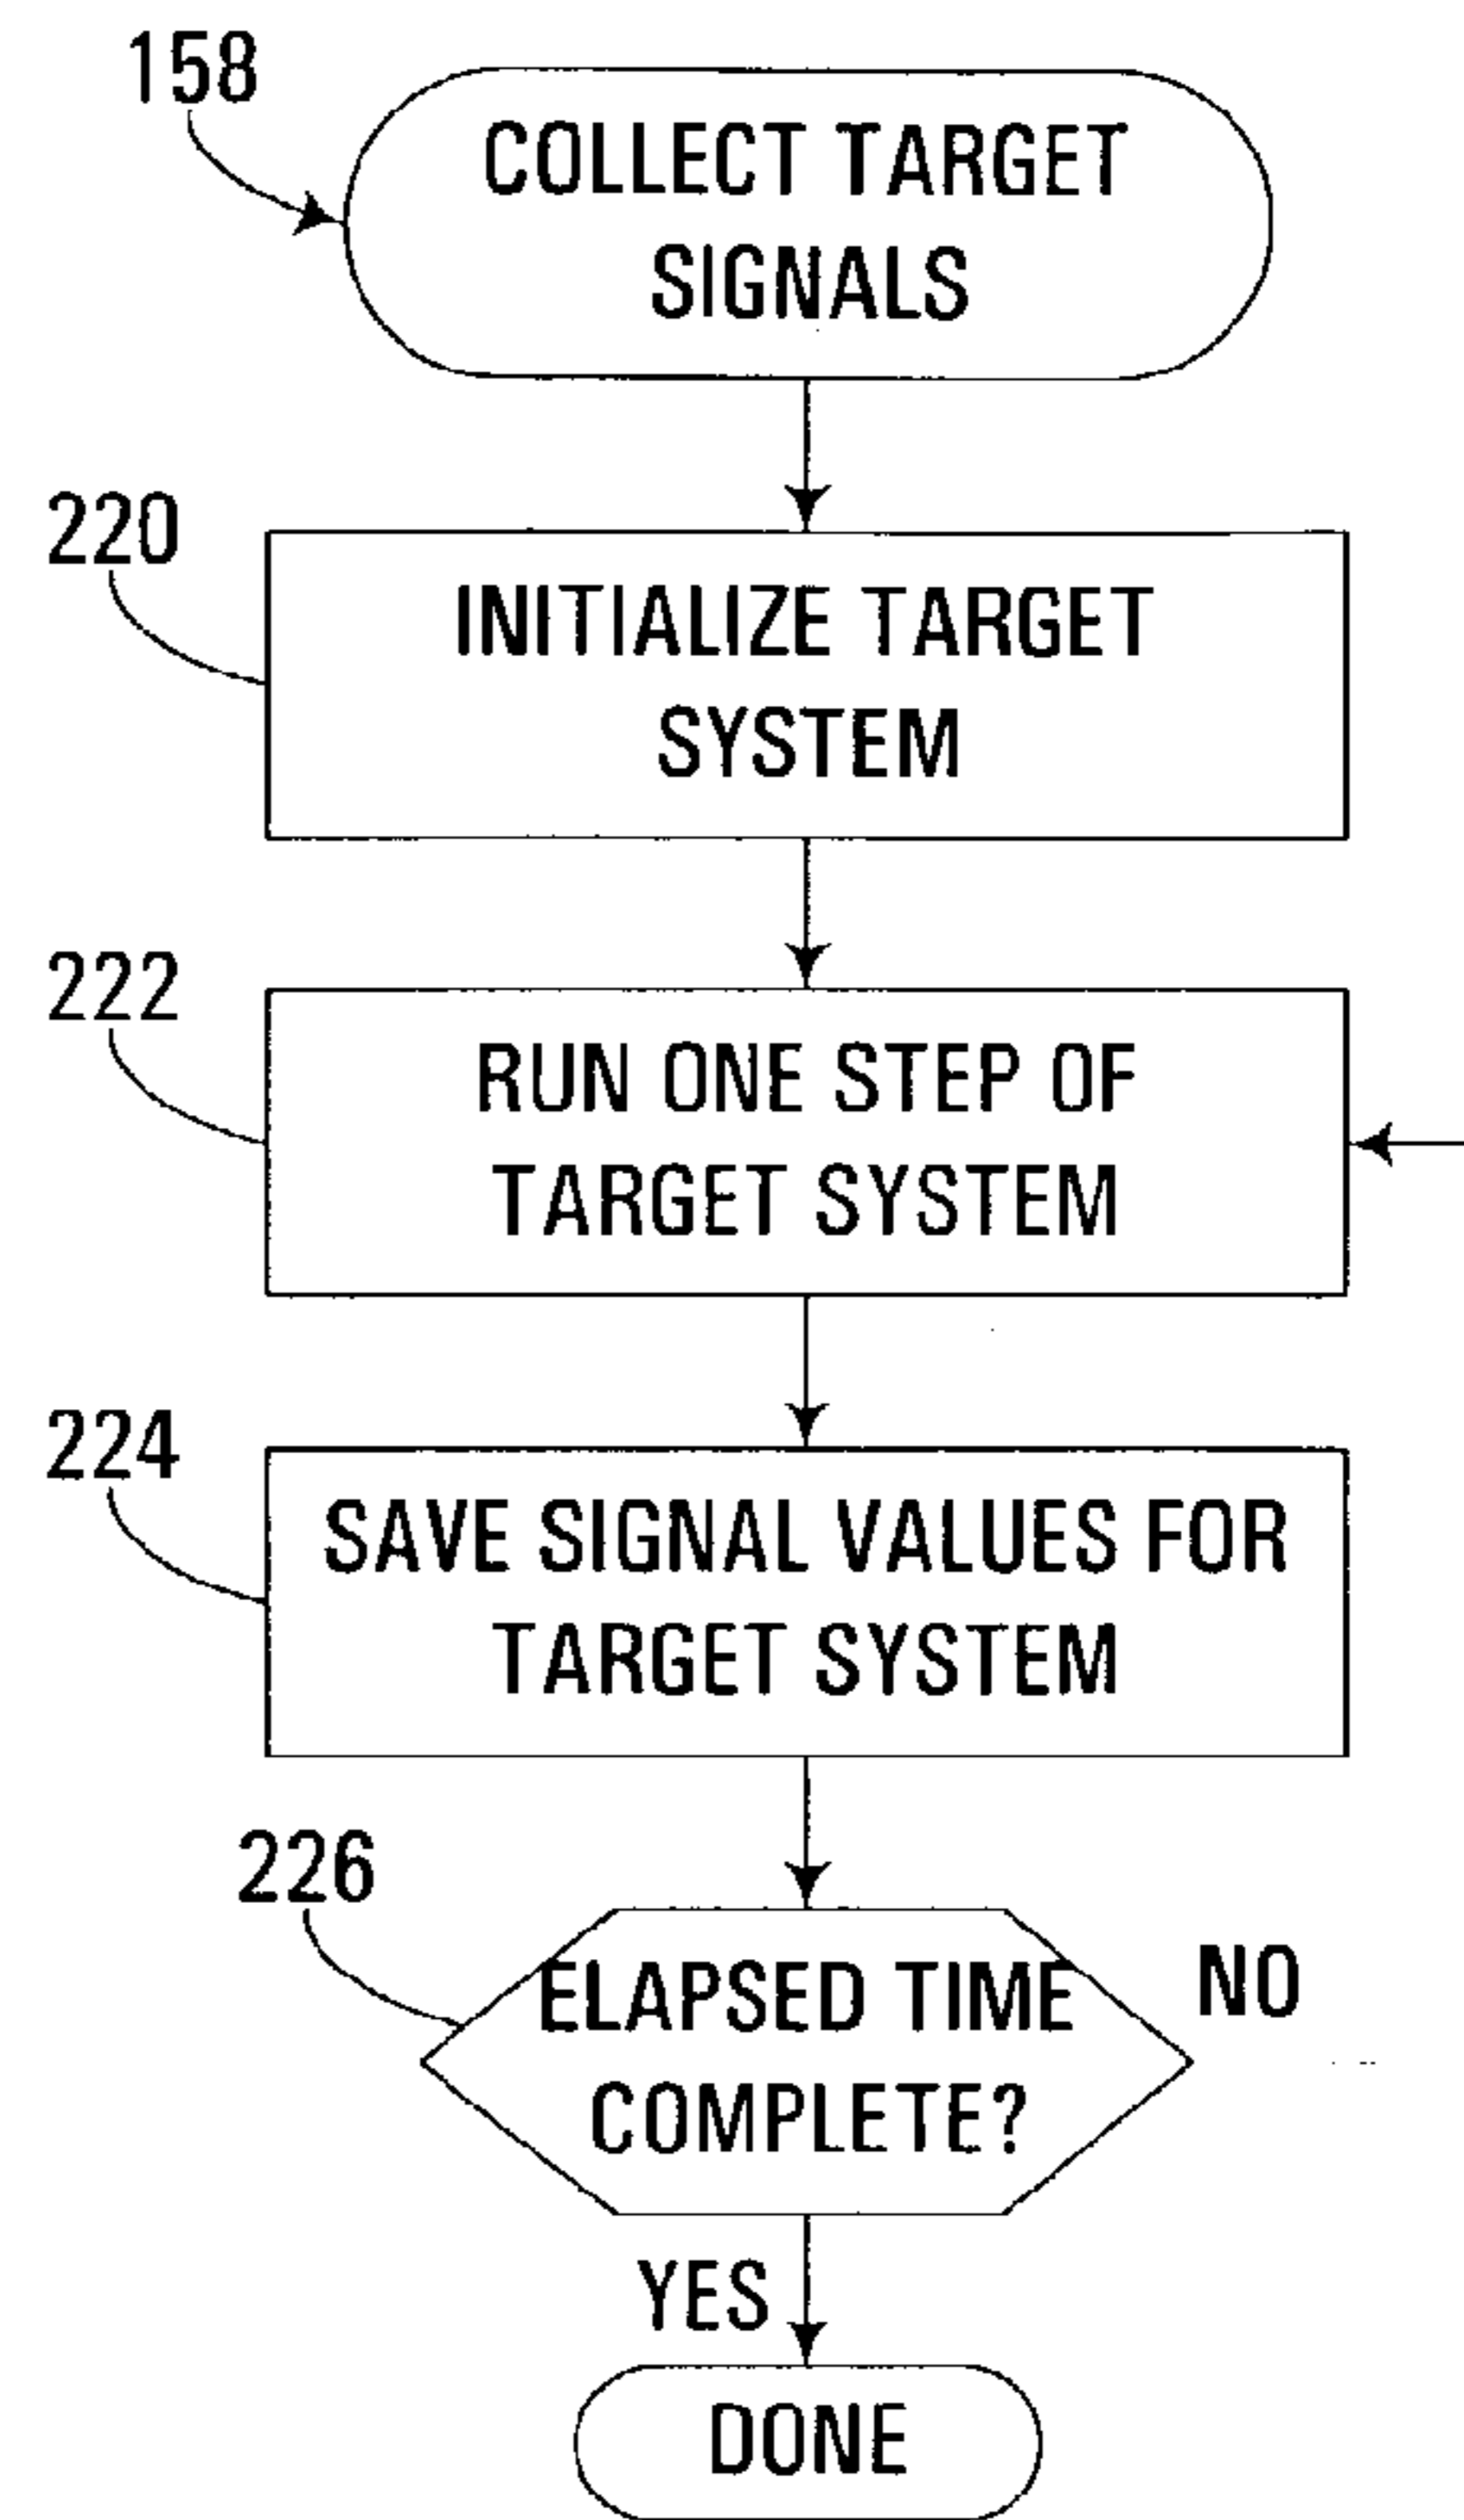 158
COLLECT TARGET
SIGNALS
220
INITIALIZE TARGET
SYSTEM
222
RUN ONE STEP OF
TARGET SYSTEM
224
SAVE SIGNAL VALUES FOR
TARGET SYSTEM
226
ELAPSED TIME
COMPLETE?
NO
YES
DONE